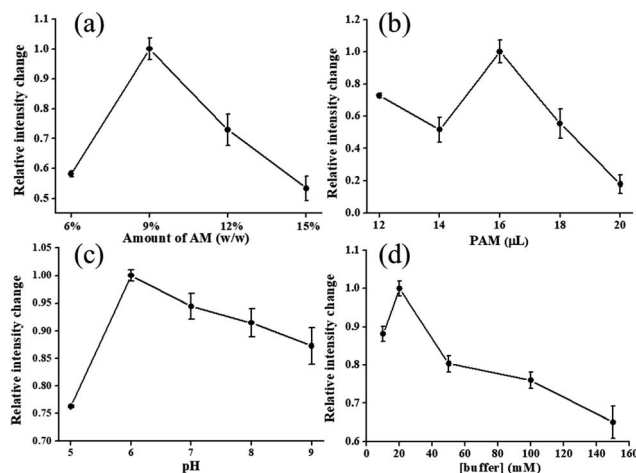 (a)
Relative intensity change
1.1
1.0
0.9
0.8
0.7
0.6
0.5
6% 9% 12% 15%
Amount of AM (w/w)
(b)
Relative intensity change
1.2
1.0
0.8
0.6
0.4
0.2
0.0
12 14 16 18 20
PAM (μL)
(c)
Relative intensity change
1.05
1.00
0.95
0.90
0.85
0.80
0.75
0.70
5 6 7 8 9
pH
(d)
Relative intensity change
1.1
1.0
0.9
0.8
0.7
0.6
0 20 40 60 80 100 120 140 160
[buffer] (mM)